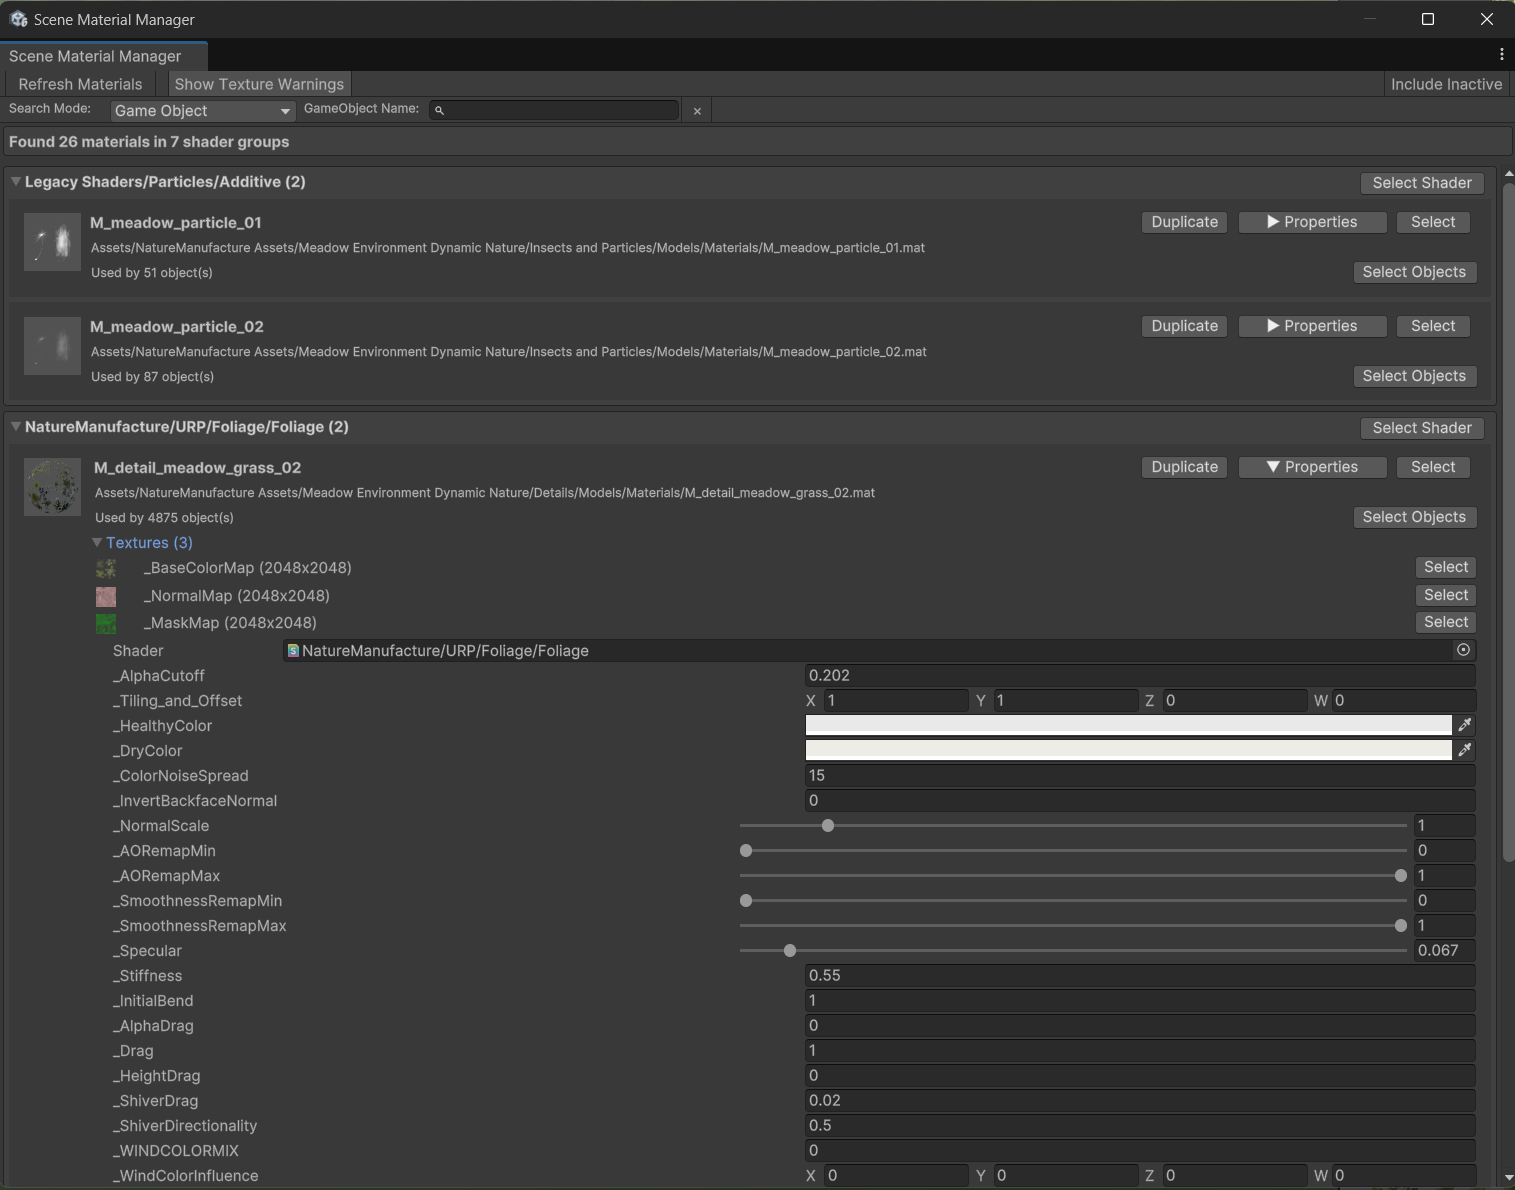 Scene Material Manager
Scene Material Manager
Refresh Materials Show Texture Warnings Include Inactive
Search Mode: Game Object GameObject Name:
Found 26 materials in 7 shader groups
Legacy Shaders/Particles/Additive (2) Select Shader
M_meadow_particle_01 Duplicate Properties Select
Assets/NatureManufacture Assets/Meadow Environment Dynamic Nature/Insects and Particles/Models/Materials/M_meadow_particle_01.mat
Used by 51 object(s) Select Objects
M_meadow_particle_02 Duplicate Properties Select
Assets/NatureManufacture Assets/Meadow Environment Dynamic Nature/Insects and Particles/Models/Materials/M_meadow_particle_02.mat
Used by 87 object(s) Select Objects
NatureManufacture/URP/Foliage/Foliage (2) Select Shader
M_detail_meadow_grass_02 Duplicate Properties Select
Assets/NatureManufacture Assets/Meadow Environment Dynamic Nature/Details/Models/Materials/M_detail_meadow_grass_02.mat
Used by 4875 object(s) Select Objects
Textures (3)
_BaseColorMap (2048x2048) Select
_NormalMap (2048x2048) Select
_MaskMap (2048x2048) Select
Shader NatureManufacture/URP/Foliage/Foliage
_AlphaCutoff 0.202
_Tiling_and_Offset X 1 Y 1 Z 0 W 0
_HealthyColor
_DryColor
_ColorNoiseSpread 15
_InvertBackfaceNormal 0
_NormalScale 1
_AORemapMin 0
_AORemapMax 1
_SmoothnessRemapMin 0
_SmoothnessRemapMax 1
_Specular 0.067
_Stiffness 0.55
_InitialBend 1
_AlphaDrag 0
_Drag 1
_HeightDrag 0
_ShiverDrag 0.02
_ShiverDirectionality 0.5
_WINDCOLORMIX 0
_WindColorInfluence X 0 Y 0 Z 0 W 0